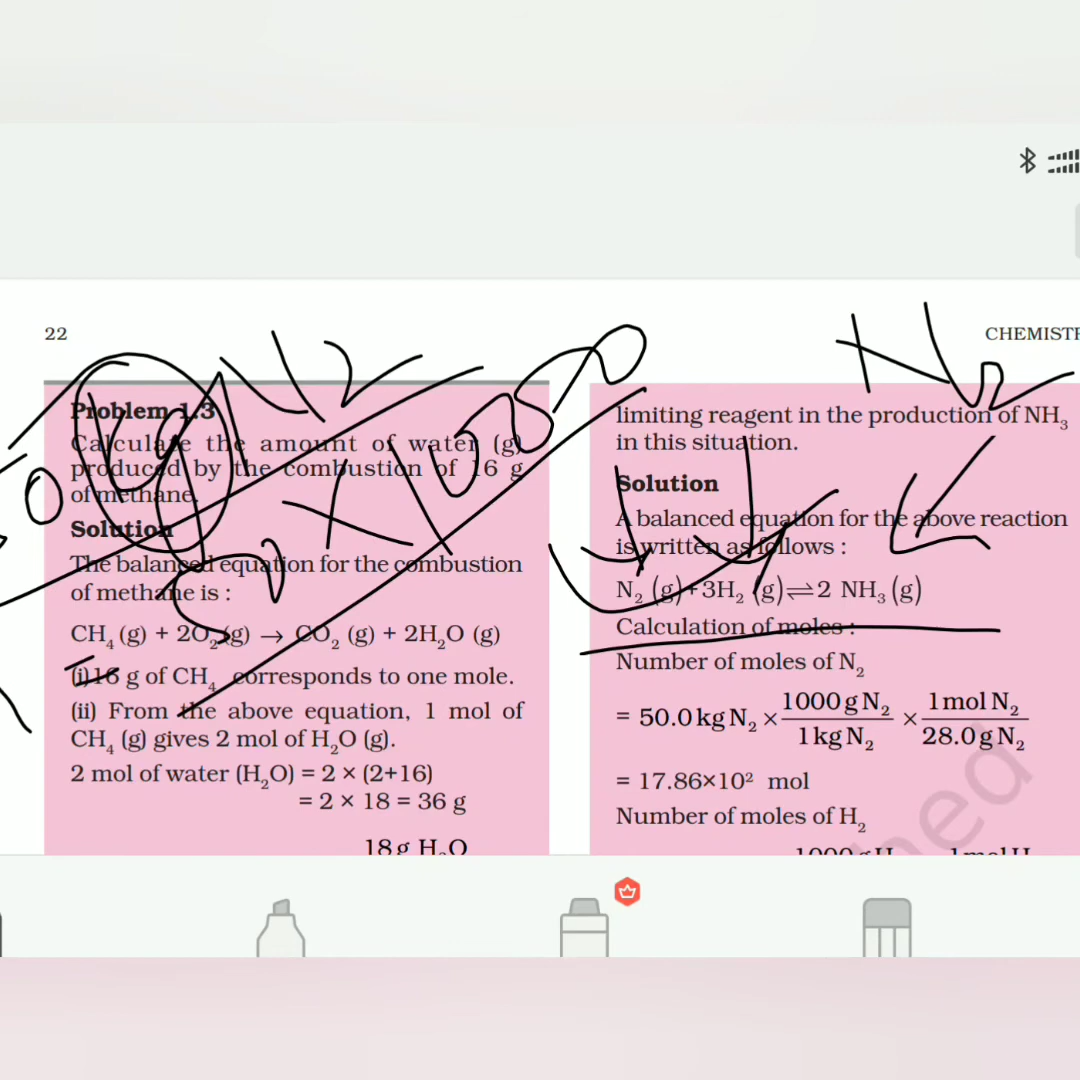 22
CHEMISTR
Problem 1.3
Calculate the amount of water (g)
produced by the combustion of 16 g
of methane.
Solution
The balanced equation for the combustion
of methane is :
CH₄ (g) + 2O₂ (g) → CO₂ (g) + 2H₂O (g)
(i) 16 g of CH₄ corresponds to one mole.
(ii) From the above equation, 1 mol of
CH₄ (g) gives 2 mol of H₂O (g).
2 mol of water (H₂O) = 2 × (2+16)
= 2 × 18 = 36 g
18 g H₂O
limiting reagent in the production of NH₃
in this situation.
Solution
A balanced equation for the above reaction
is written as follows :
N₂ (g)+3H₂ (g)⇌2 NH₃ (g)
Calculation of moles :
Number of moles of N₂
= 50.0 kg N₂ × 1000 g N₂ / 1 kg N₂ × 1 mol N₂ / 28.0 g N₂
= 17.86×10² mol
Number of moles of H₂
N₂
kg N₂